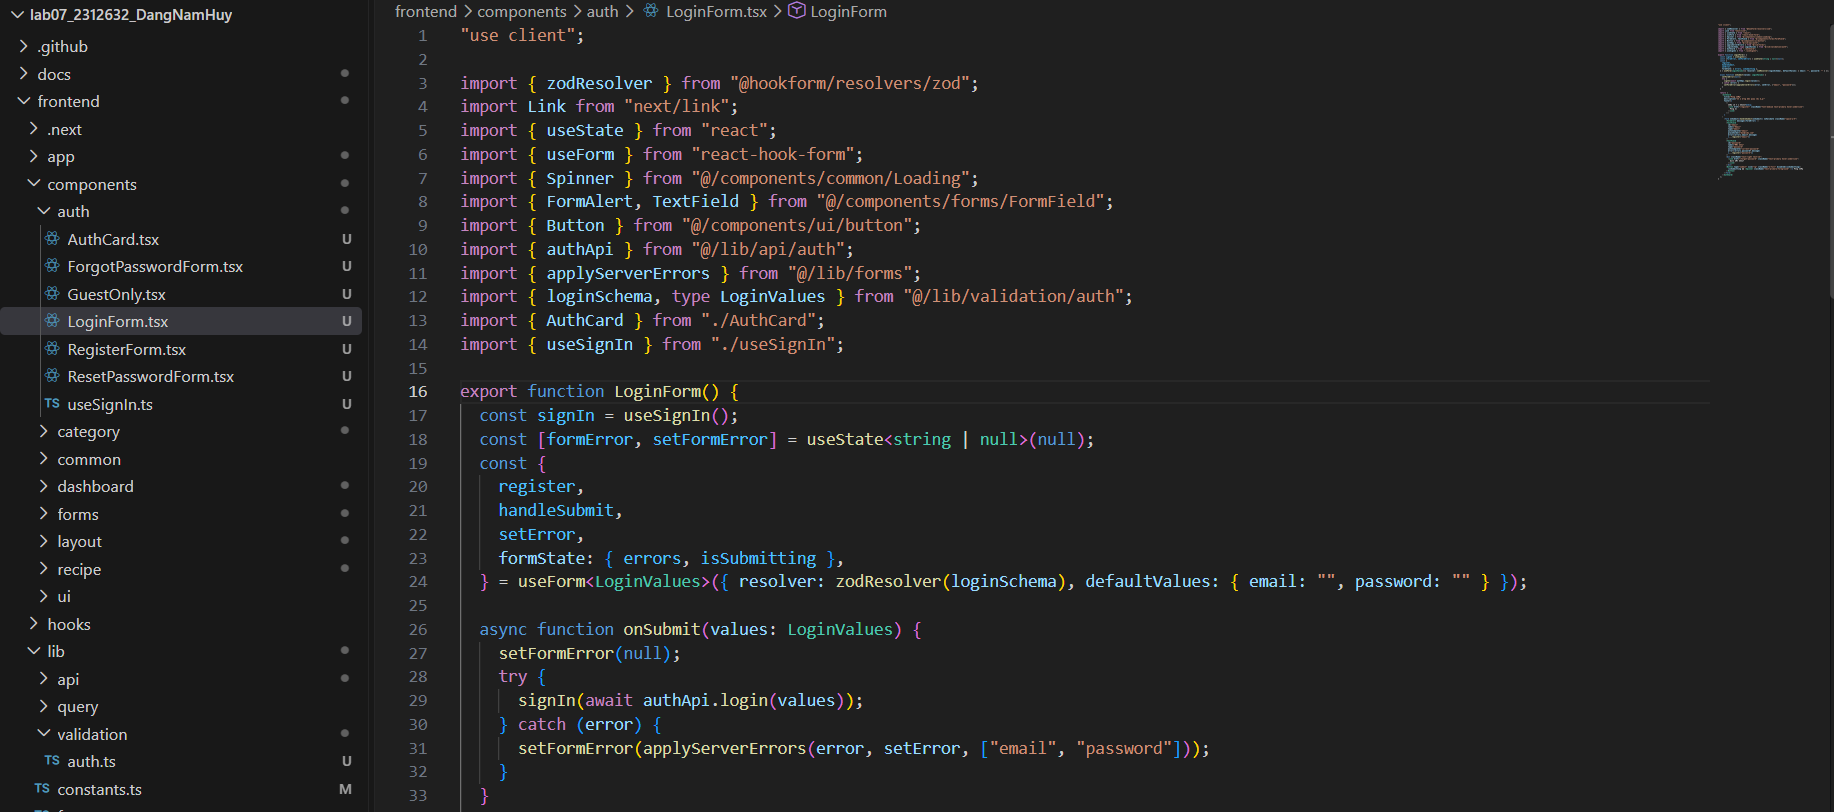 lab07_2312632_DangNamHuy
.github
docs
frontend
.next
app
components
auth
AuthCard.tsx U
ForgotPasswordForm.tsx U
GuestOnly.tsx U
LoginForm.tsx U
RegisterForm.tsx U
ResetPasswordForm.tsx U
TS useSignIn.ts U
category
common
dashboard
forms
layout
recipe
ui
hooks
lib
api
query
validation
TS auth.ts U
TS constants.ts M
frontend > components > auth > LoginForm.tsx > LoginForm
1 "use client";
2
3 import { zodResolver } from "@hookform/resolvers/zod";
4 import Link from "next/link";
5 import { useState } from "react";
6 import { useForm } from "react-hook-form";
7 import { Spinner } from "@/components/common/Loading";
8 import { FormAlert, TextField } from "@/components/forms/FormField";
9 import { Button } from "@/components/ui/button";
10 import { authApi } from "@/lib/api/auth";
11 import { applyServerErrors } from "@/lib/forms";
12 import { loginSchema, type LoginValues } from "@/lib/validation/auth";
13 import { AuthCard } from "./AuthCard";
14 import { useSignIn } from "./useSignIn";
15
16 export function LoginForm() {
17 const signIn = useSignIn();
18 const [formError, setFormError] = useState<string | null>(null);
19 const {
20 register,
21 handleSubmit,
22 setError,
23 formState: { errors, isSubmitting },
24 } = useForm<LoginValues>({ resolver: zodResolver(loginSchema), defaultValues: { email: "", password: "" } });
25
26 async function onSubmit(values: LoginValues) {
27 setFormError(null);
28 try {
29 signIn(await authApi.login(values));
30 } catch (error) {
31 setFormError(applyServerErrors(error, setError, ["email", "password"]));
32 }
33 }